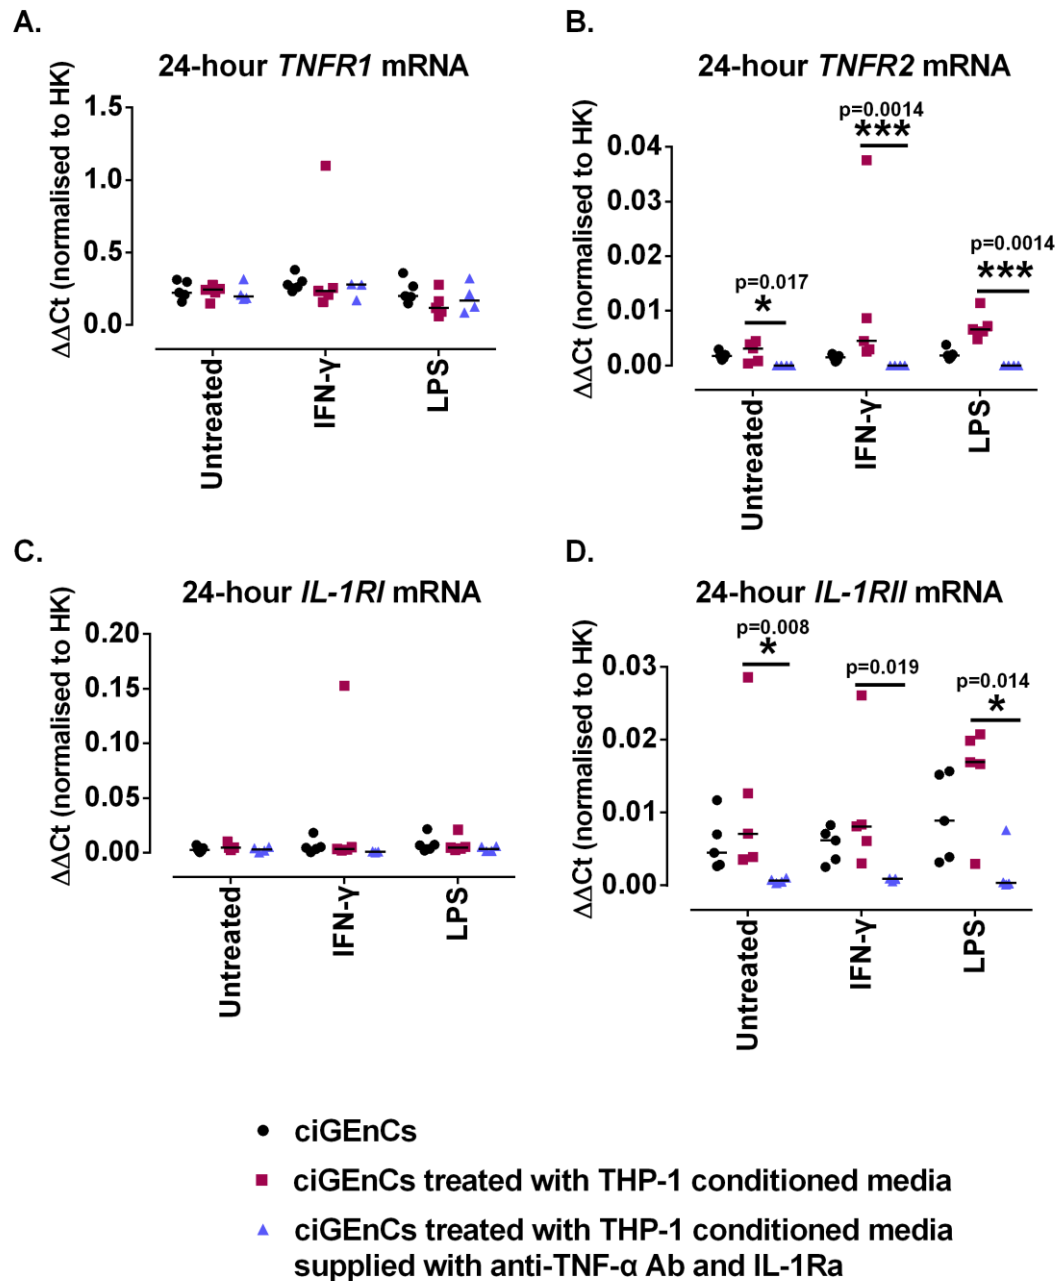 A.
24-hour TNFR1 mRNA
ΔΔCt (normalised to HK)
1.5
1.0
0.5
0.0
Untreated
IFN-γ
LPS
B.
24-hour TNFR2 mRNA
ΔΔCt (normalised to HK)
0.04
0.03
0.02
0.01
0.00
p=0.017
*
p=0.0014
***
p=0.0014
***
Untreated
IFN-γ
LPS
C.
24-hour IL-1RI mRNA
ΔΔCt (normalised to HK)
0.20
0.15
0.10
0.05
0.00
Untreated
IFN-γ
LPS
D.
24-hour IL-1RII mRNA
ΔΔCt (normalised to HK)
0.03
0.02
0.01
0.00
p=0.008
*
p=0.019
p=0.014
*
Untreated
IFN-γ
LPS
ciGEnCs
ciGEnCs treated with THP-1 conditioned media
ciGEnCs treated with THP-1 conditioned media
supplied with anti-TNF-α Ab and IL-1Ra